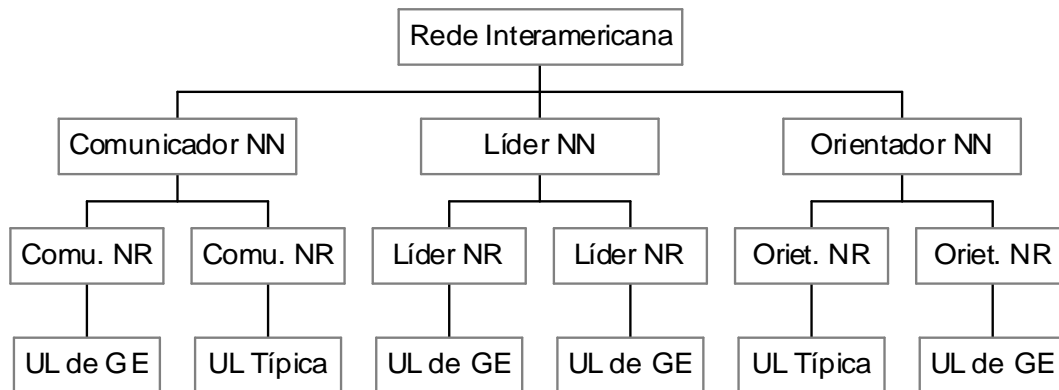 Rede Interamericana
Comunicador NN
Líder NN
Orientador NN
Comu. NR
Comu. NR
Líder NR
Líder NR
Oriet. NR
Oriet. NR
UL de GE
UL Típica
UL de GE
UL de GE
UL Típica
UL de GE